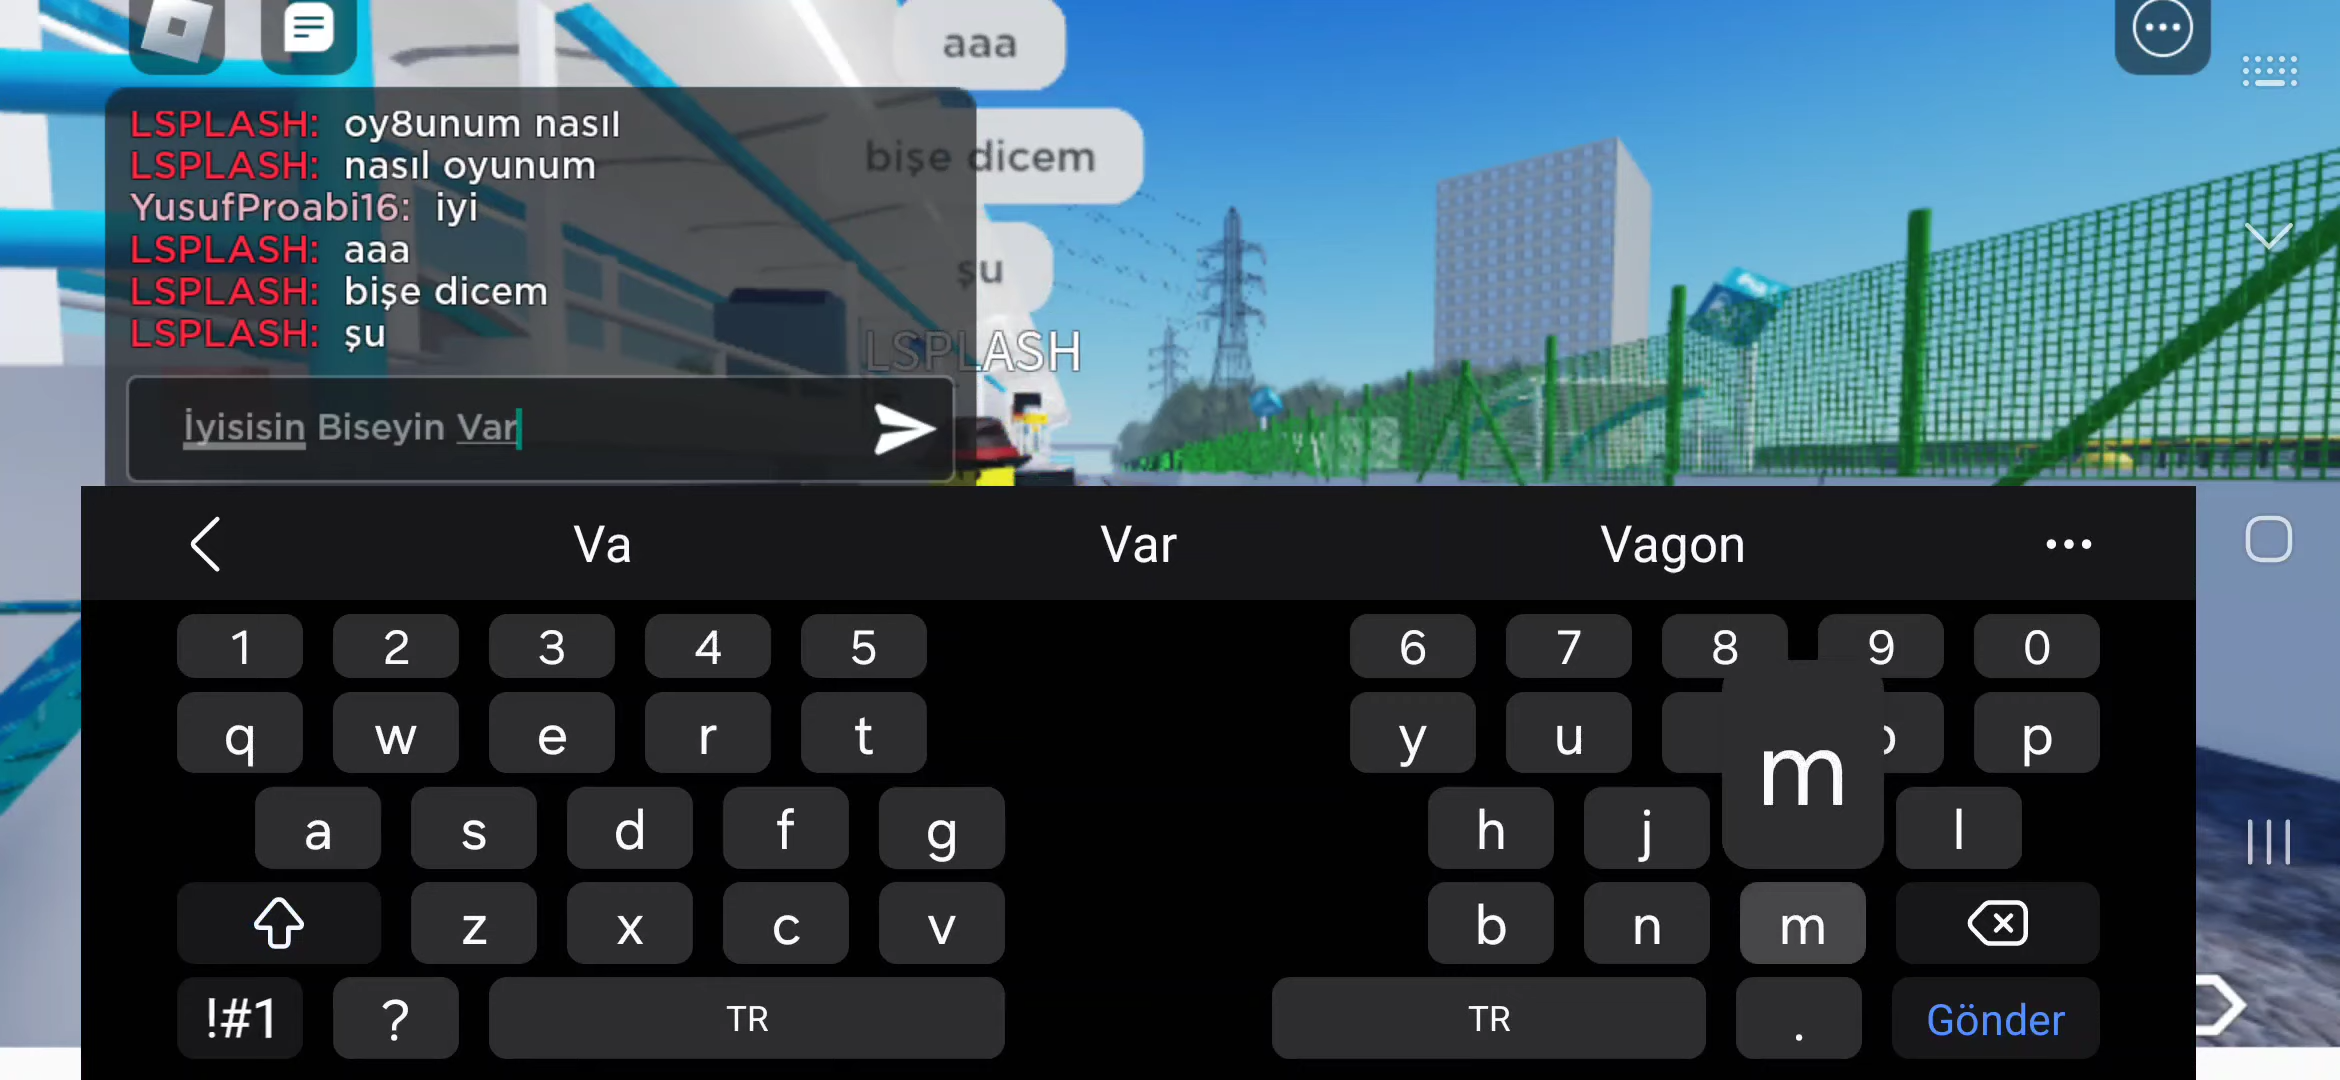 aaa
bişe dicem
şu
LSPLASH
LSPLASH: oy8unum nasıl
LSPLASH: nasıl oyunum
YusufProabi16: iyi
LSPLASH: aaa
LSPLASH: bişe dicem
LSPLASH: şu
İyisisin Biseyin Var
Va Var Vagon
1 2 3 4 5 6 7 8 9 0
q w e r t y u p
a s d f g h j m l
z x c v b n m
!#1 ? TR TR . Gönder